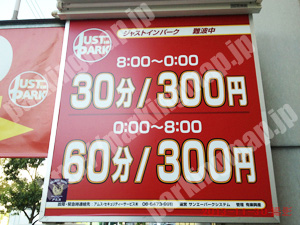 JUST in PARK
ジャストインパーク 難波中
8:00～0:00
30分/300円
0:00～8:00
60分/300円
JUST in PARK